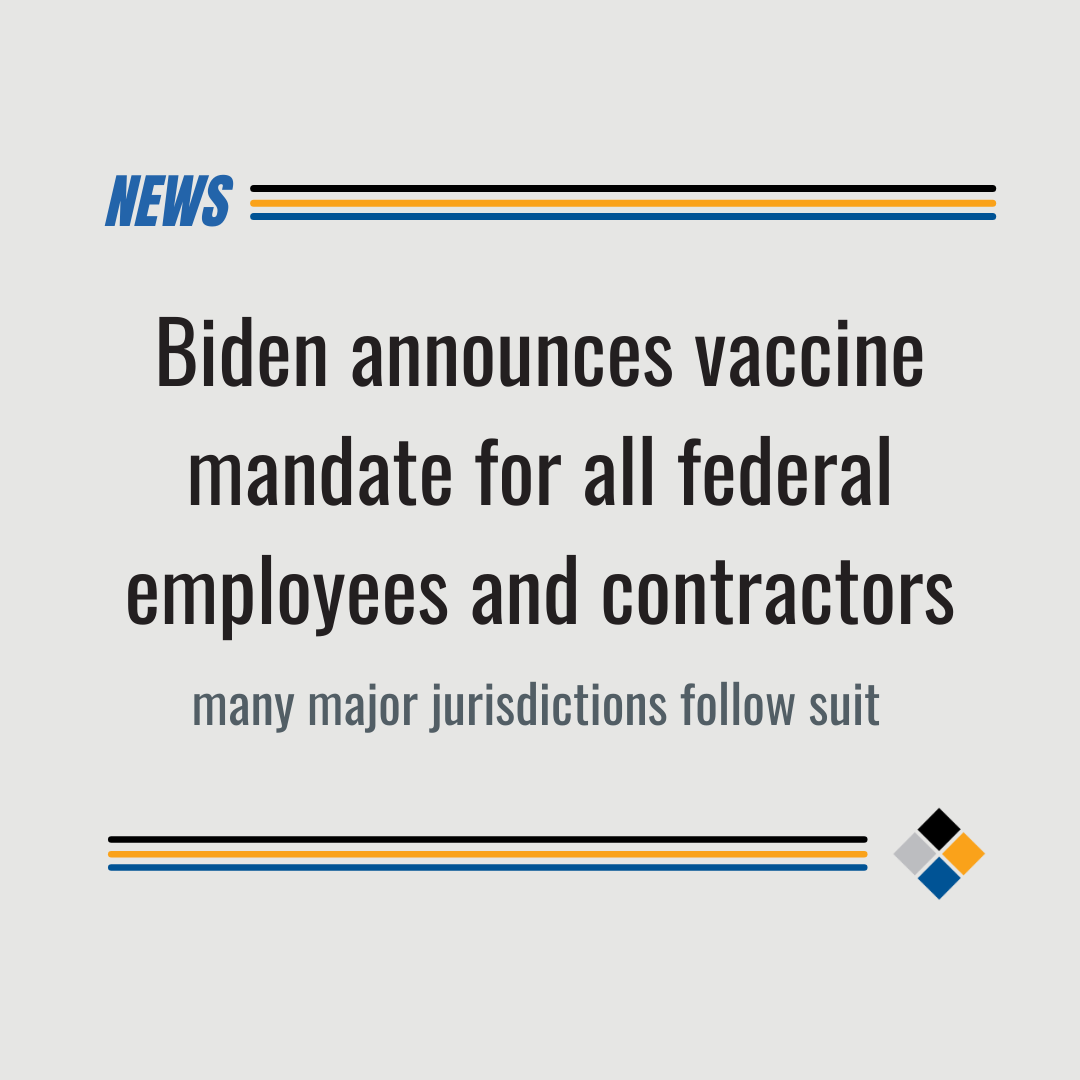 NEWS
Biden announces vaccine
mandate for all federal
employees and contractors
many major jurisdictions follow suit